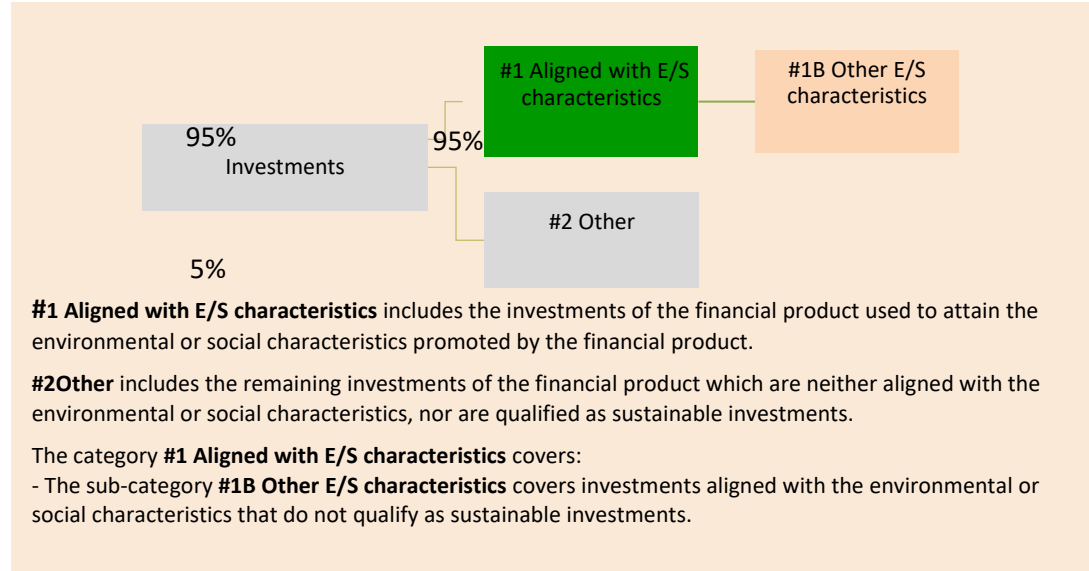 #1 Aligned with E/S
characteristics
#1B Other E/S
characteristics
95%
95%
Investments
#2 Other
5%
#1 Aligned with E/S characteristics includes the investments of the financial product used to attain the
environmental or social characteristics promoted by the financial product.
#2Other includes the remaining investments of the financial product which are neither aligned with the
environmental or social characteristics, nor are qualified as sustainable investments.
The category #1 Aligned with E/S characteristics covers:
- The sub-category #1B Other E/S characteristics covers investments aligned with the environmental or
social characteristics that do not qualify as sustainable investments.